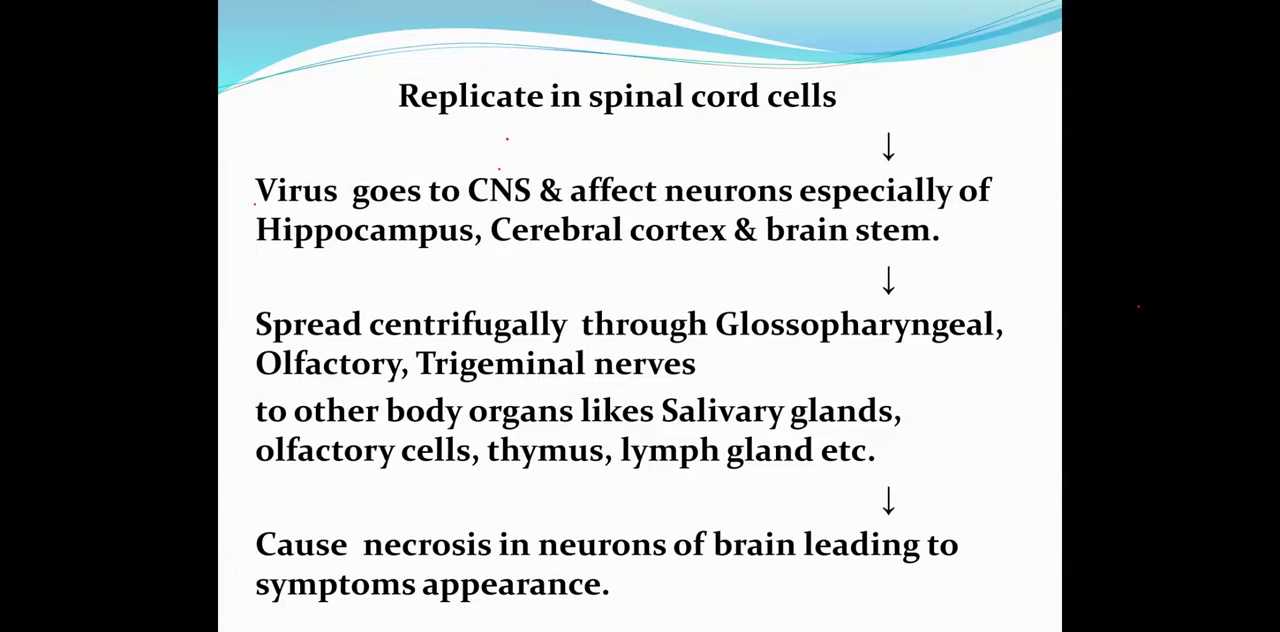 Replicate in spinal cord cells
↓
Virus goes to CNS & affect neurons especially of
Hippocampus, Cerebral cortex & brain stem.
↓
Spread centrifugally through Glossopharyngeal,
Olfactory, Trigeminal nerves
to other body organs likes Salivary glands,
olfactory cells, thymus, lymph gland etc.
↓
Cause necrosis in neurons of brain leading to
symptoms appearance.